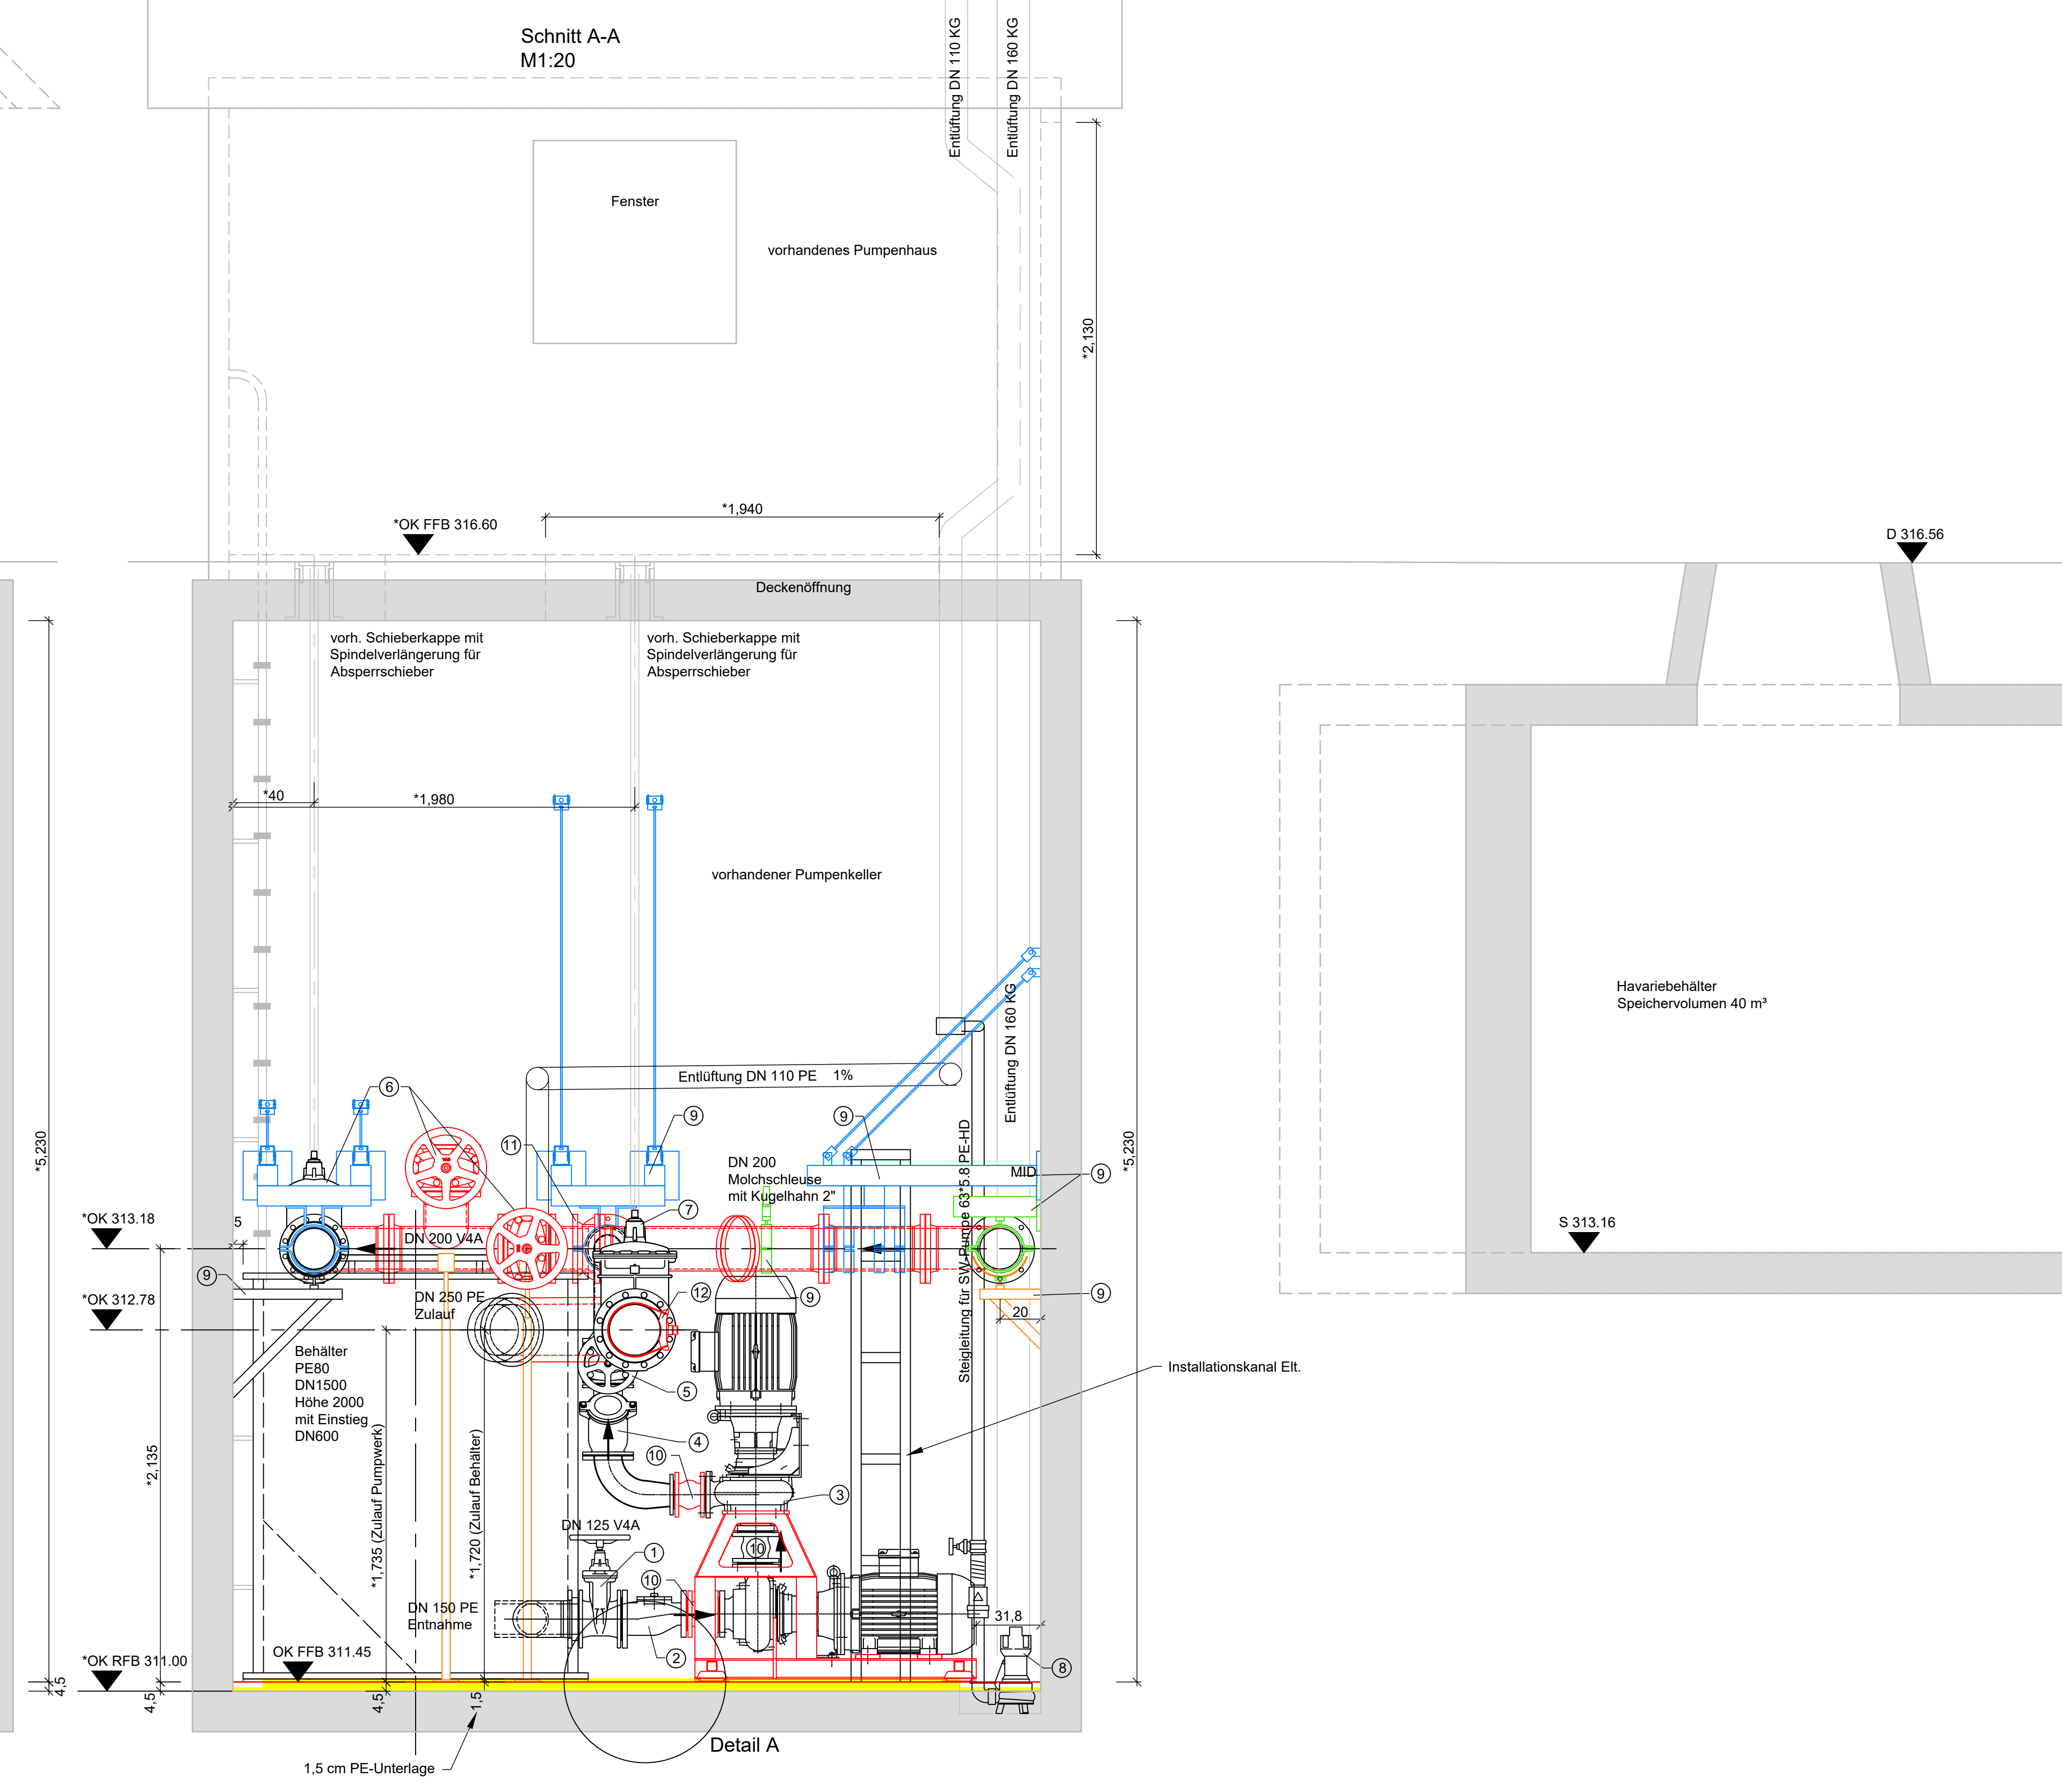 Schnitt A-A
M1:20
Entlüftung DN 110 KG
Entlüftung DN 160 KG
Fenster
vorhandenes Pumpenhaus
*2,130
*1,940
*OK FFB 316.60
D 316.56
Deckenöffnung
vorh. Schieberkappe mit
Spindelverlängerung für
Absperrschieber
vorh. Schieberkappe mit
Spindelverlängerung für
Absperrschieber
*40
*1,980
vorhandener Pumpenkeller
Havariebehälter
Speichervolumen 40 m³
Entlüftung DN 160 KG
Entlüftung DN 110 PE 1%
6
9
9
11
*5,230
*5,230
DN 200
Molchschleuse
mit Kugelhahn 2"
MID
9
Steigleitung für SW-Pumpe 63*5.8 PE-HD
7
5
*OK 313.18
DN 200 V4A
S 313.16
9
*OK 312.78
DN 250 PE
Zulauf
12
9
9
20
Behälter
PE80
DN1500
Höhe 2000
mit Einstieg
DN600
Installationskanal Elt.
5
4
10
3
*2,135
*1,735 (Zulauf Pumpwerk)
*1,720 (Zulauf Behälter)
DN 125 V4A
1
10
10
DN 150 PE
Entnahme
31,8
2
8
OK FFB 311.45
*OK RFB 311.00
4,5
4,5
4,5
1,5
Detail A
1,5 cm PE-Unterlage